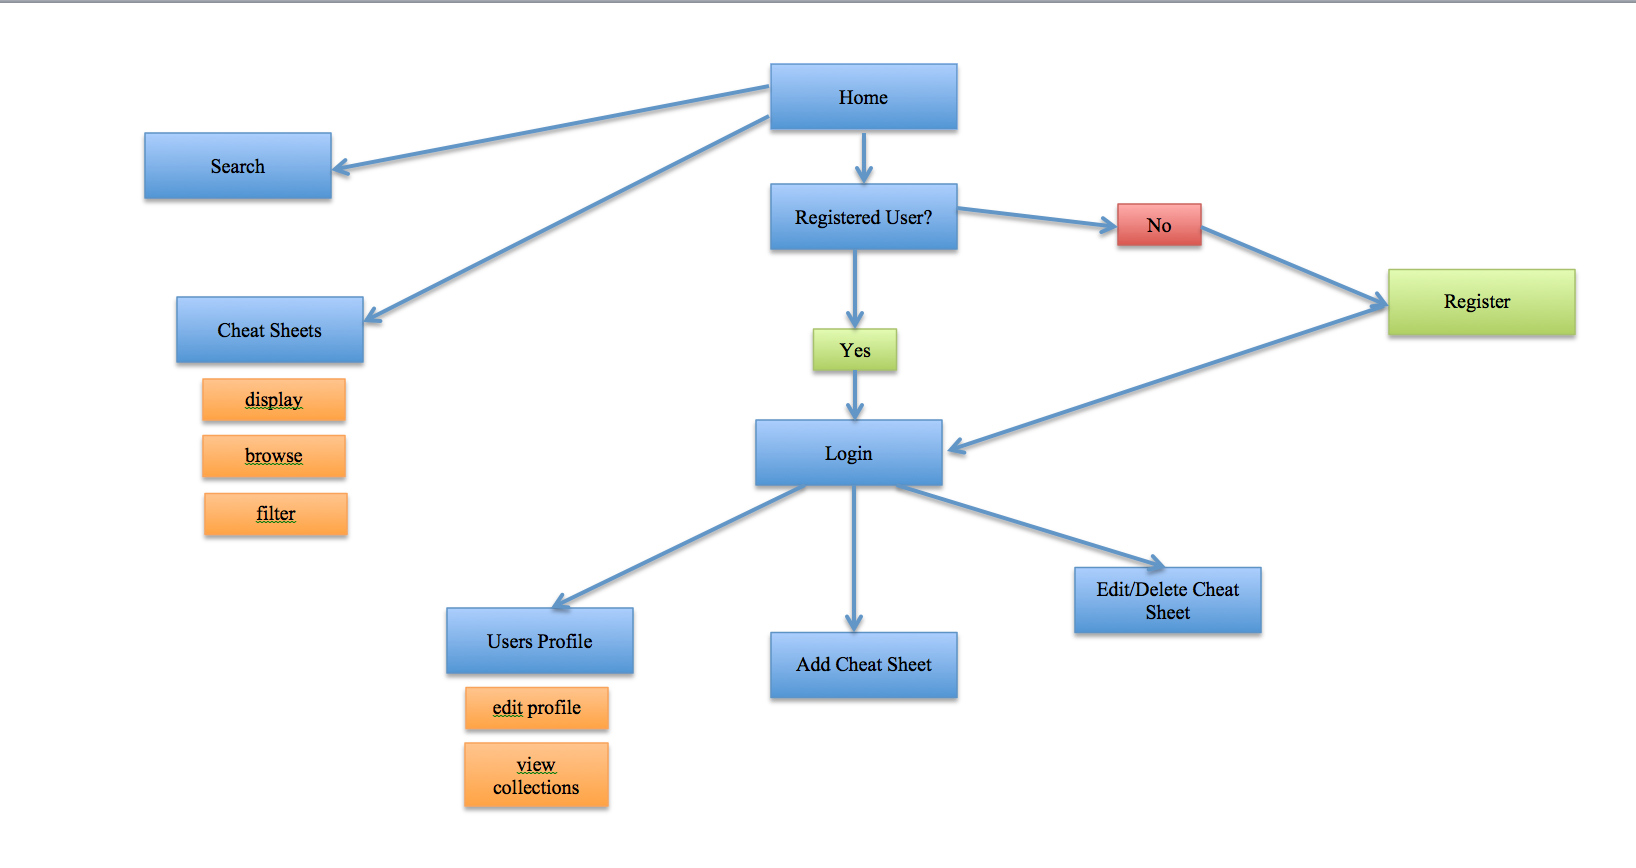 Home
Search
Registered User?
No
Register
Cheat Sheets
Yes
display
browse
filter
Login
Edit/Delete Cheat
Sheet
Users Profile
Add Cheat Sheet
edit profile
view
collections